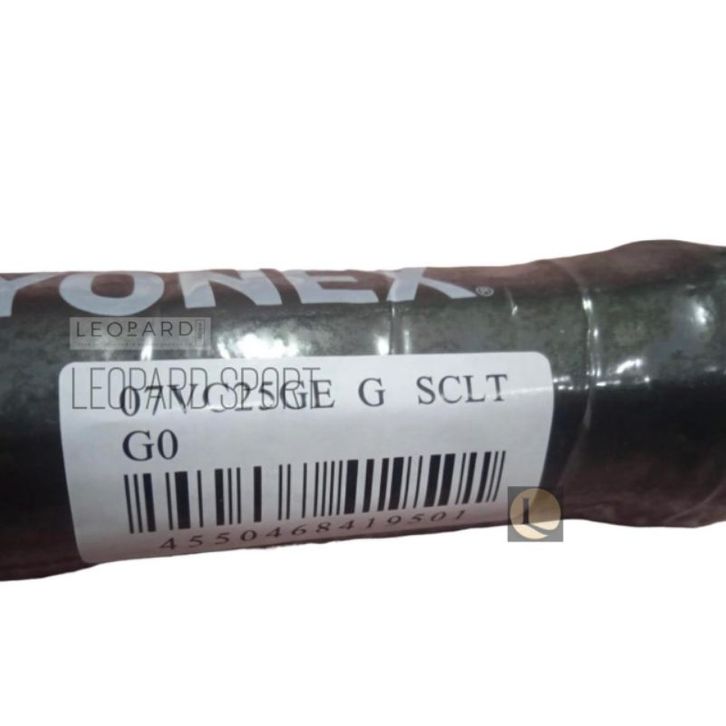 YONEX®
LEOPARD
LEOPARD SPORT
07VC25GE G SCLT
G0
4550468419501
L